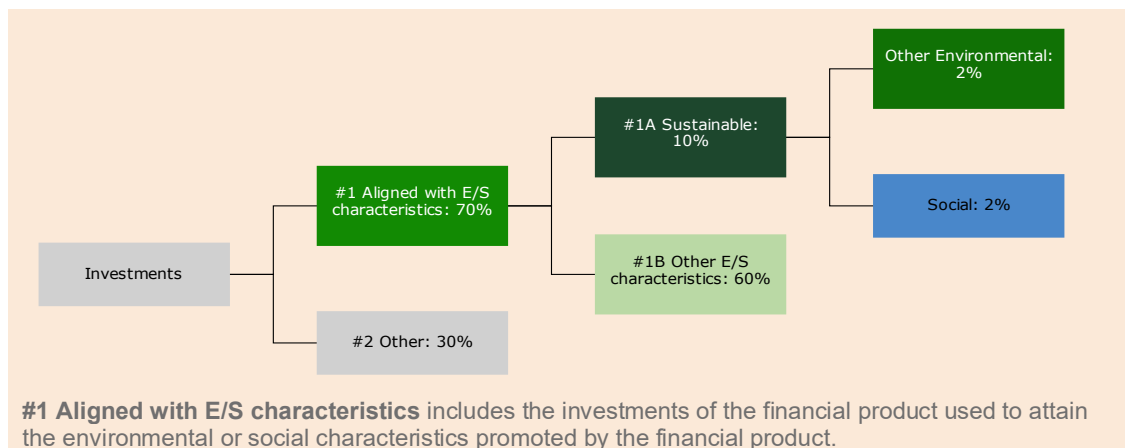 Other Environmental:
2%
#1A Sustainable:
10%
#1 Aligned with E/S
characteristics: 70%
Social: 2%
Investments
#1B Other E/S
characteristics: 60%
#2 Other: 30%
#1 Aligned with E/S characteristics includes the investments of the financial product used to attain
the environmental or social characteristics promoted by the financial product.